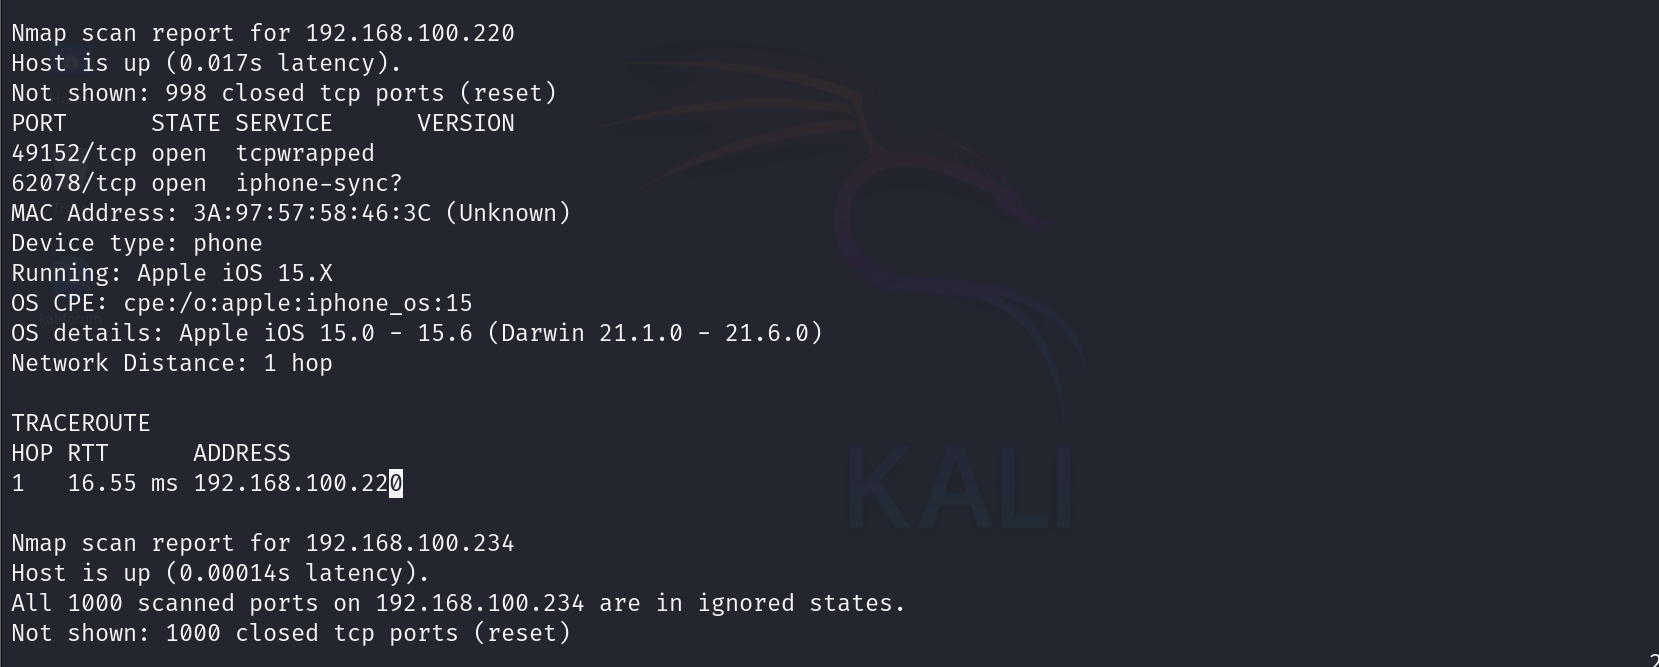 Nmap scan report for 192.168.100.220
Host is up (0.017s latency).
Not shown: 998 closed tcp ports (reset)
PORT      STATE SERVICE      VERSION
49152/tcp open  tcpwrapped
62078/tcp open  iphone-sync?
MAC Address: 3A:97:57:58:46:3C (Unknown)
Device type: phone
Running: Apple iOS 15.X
OS CPE: cpe:/o:apple:iphone_os:15
OS details: Apple iOS 15.0 - 15.6 (Darwin 21.1.0 - 21.6.0)
Network Distance: 1 hop
TRACEROUTE
HOP RTT      ADDRESS
1   16.55 ms 192.168.100.220
KALI
Nmap scan report for 192.168.100.234
Host is up (0.00014s latency).
All 1000 scanned ports on 192.168.100.234 are in ignored states.
Not shown: 1000 closed tcp ports (reset)